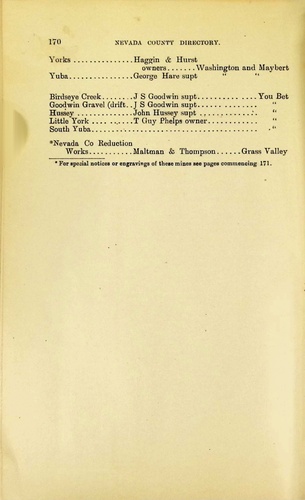 170 NEVADA COUNTY DIRECTORY.
Yorks ...............Haggin & Hurst
owners.......Washington and Maybert
Yuba................George Hare supt " "
Birdseye Creek.......J S Goodwin supt..............You Bet
Goodwin Gravel (drift..J S Goodwin supt............... "
Hussey ...............John Hussey supt .............. "
Little York ...........T Guy Phelps owner............ "
South Yuba............................................ "
*Nevada Co Reduction
Works...........Maltman & Thompson......Grass Valley
* For special notices or engravings of these mines see pages commencing 171.